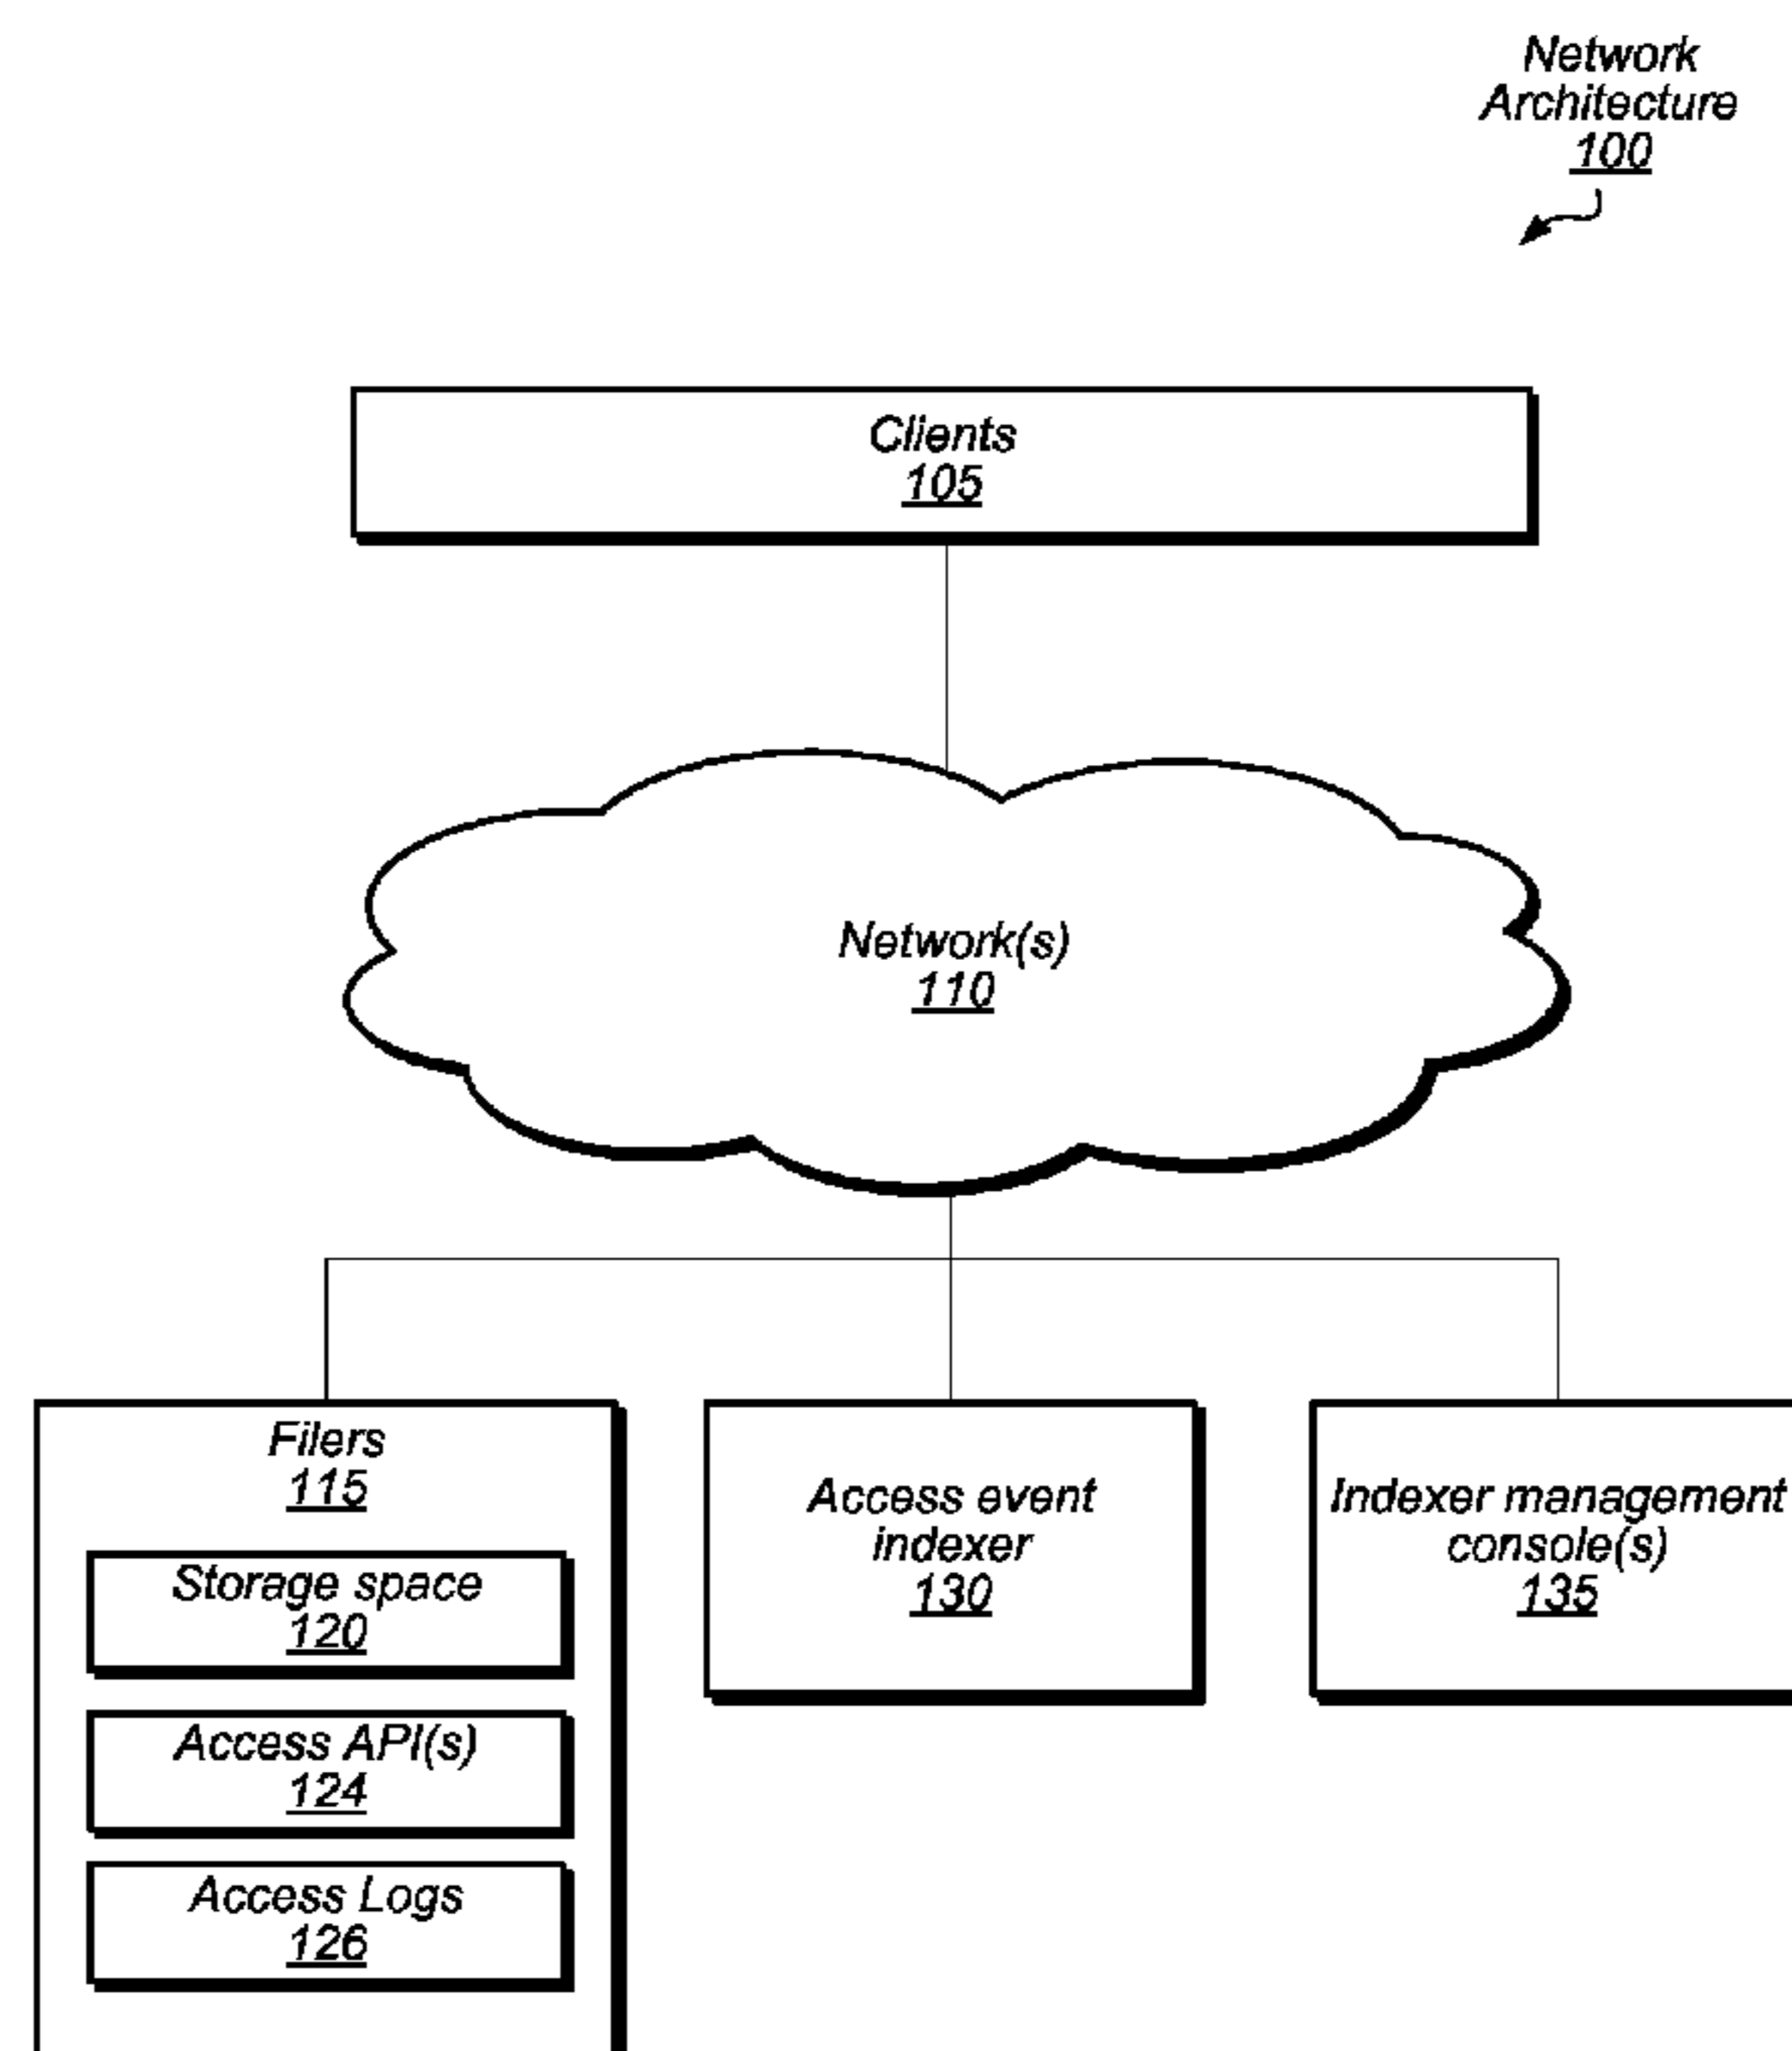 Network
Architecture
100
Clients
105
Network(s)
110
Filers
115
Storage space
120
Access API(s)
124
Access Logs
126
Access event
indexer
130
Indexer management
console(s)
135